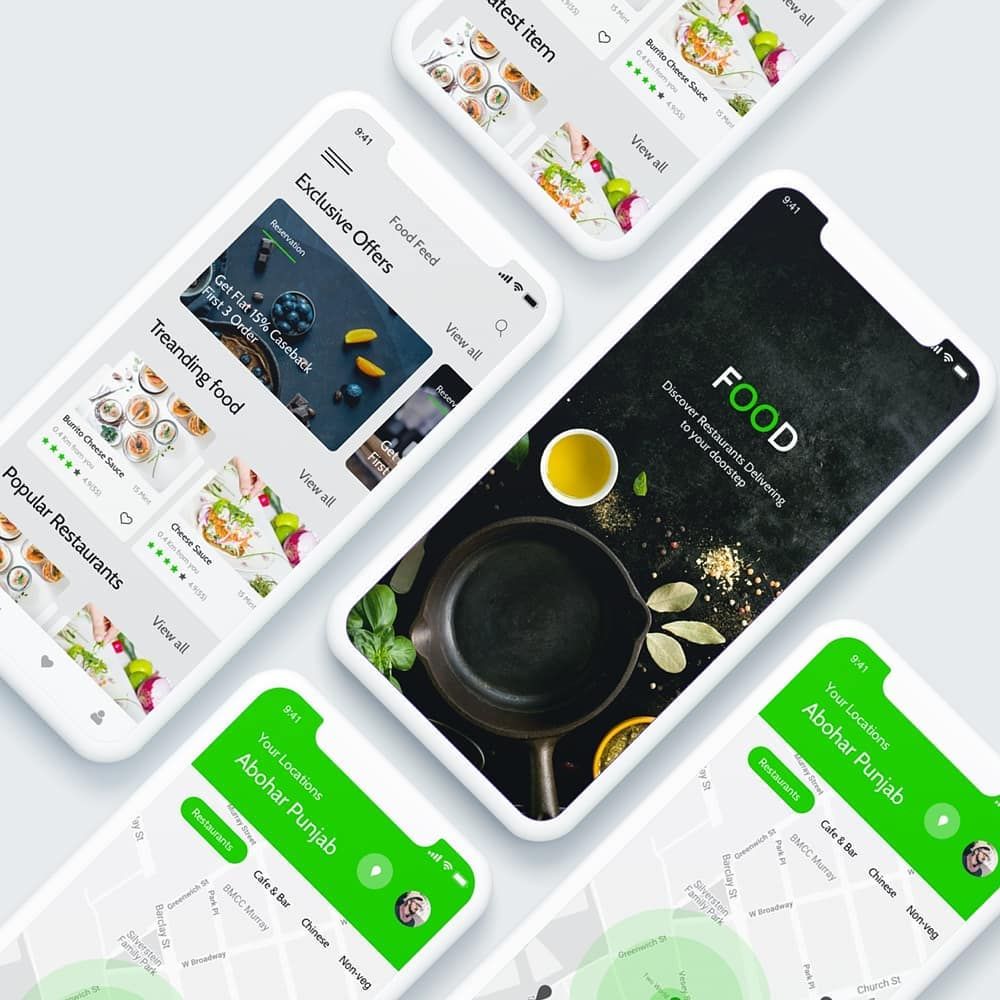 atest item
View all
Burrito Cheese Sauce
0.4 Km from you
4.9(55)
15 Mint
View all
9:41
Exclusive Offers
Food Feed
Reservation
Get Flat 15% Caseback
First 3 Order
View all
Get
First
Treanding food
View all
Burrito Cheese Sauce
0.4 Km from you
4.9(55)
15 Mint
Cheese Sauce
0.4 Km from you
4.9(55)
15 Mint
Popular Restaurants
View all
9:41
FOOD
Discover Restaurants Delivering
to your doorstep
9:41
Your Locations
Abohar Punjab
Restaurants
Cafe & Bar
Chinese
Non-veg
Murray Street
Greenwich St
Park Pl
BMCC Murray
Barclay St
Silverstein
Family Park
W Broadway
9:41
Your Locations
Abohar Punjab
Restaurants
Cafe & Bar
Chinese
Non-veg
Murray Street
Greenwich St
Park Pl
BMCC Murray
Barclay St
Silverstein
Family Park
W Broadway
Greenwich St
Church St